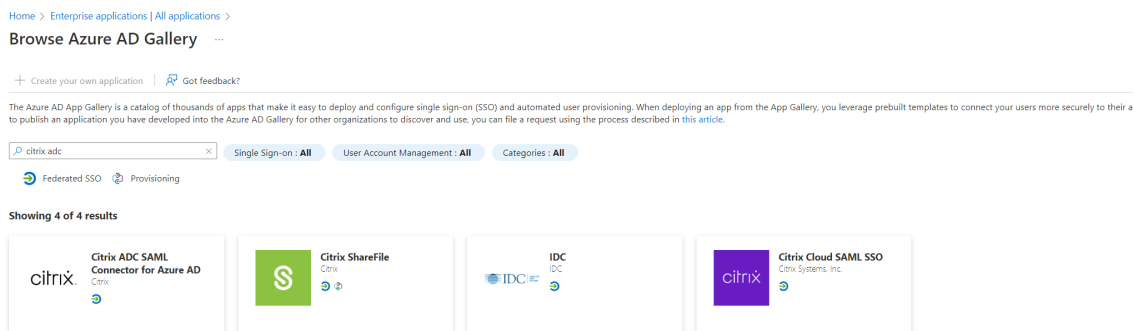 Home > Enterprise applications | All applications >
Browse Azure AD Gallery ...
+ Create your own application | Got feedback?
The Azure AD App Gallery is a catalog of thousands of apps that make it easy to deploy and configure single sign-on (SSO) and automated user provisioning. When deploying an app from the App Gallery, you leverage prebuilt templates to connect your users more securely to their a
to publish an application you have developed into the Azure AD Gallery for other organizations to discover and use, you can file a request using the process described in this article.
citrix adc × Single Sign-on : All User Account Management : All Categories : All
Federated SSO Provisioning
Showing 4 of 4 results
citrix
Citrix ADC SAML
Connector for Azure AD
Citrix
Citrix ShareFile
Citrix
IDC
IDC
IDC
citrix
Citrix Cloud SAML SSO
Citrix Systems. Inc.